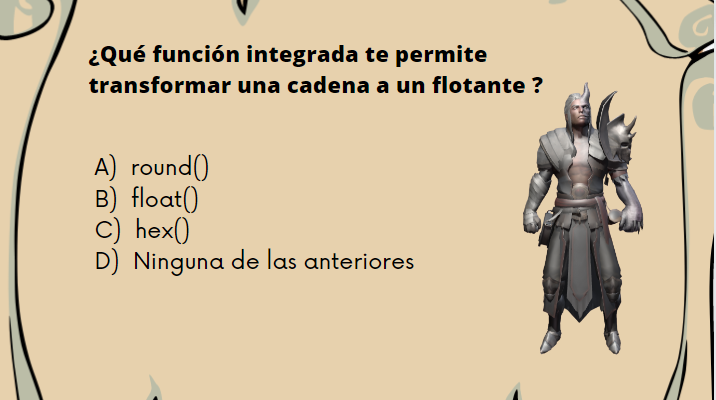 ¿Qué función integrada te permite
transformar una cadena a un flotante ?
A) round()
B) float()
C) hex()
D) Ninguna de las anteriores